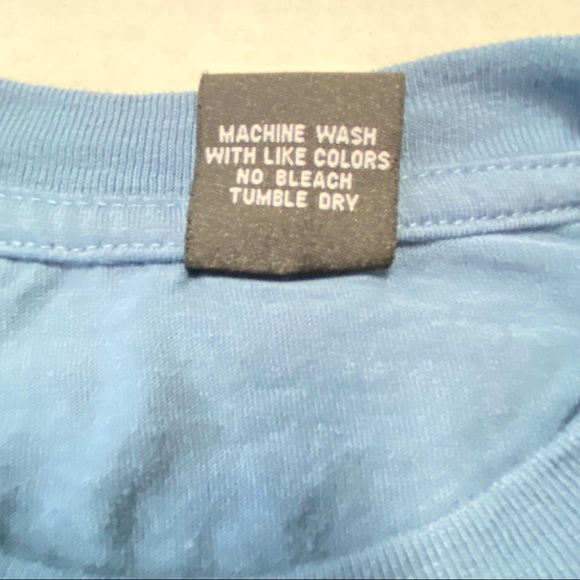 MACHINE WASH
WITH LIKE COLORS
NO BLEACH
TUMBLE DRY